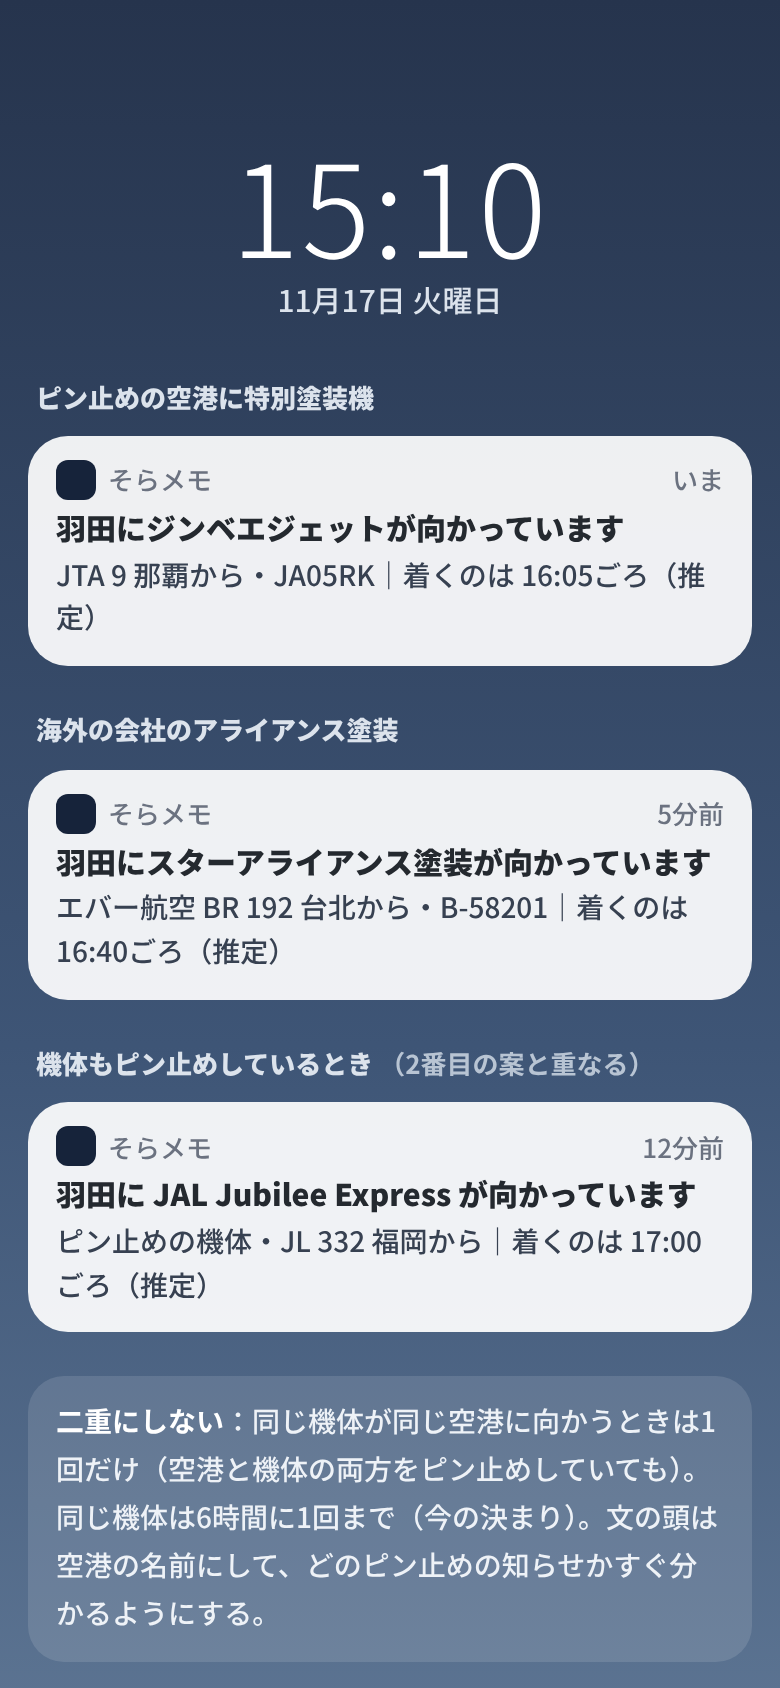 15:10
11月17日 火曜日
ピン止めの空港に特別塗装機
そらメモ いま
羽田にジンベエジェットが向かっています
JTA 9 那覇から・JA05RK｜着くのは 16:05ごろ（推
定）
海外の会社のアライアンス塗装
そらメモ 5分前
羽田にスターアライアンス塗装が向かっています
エバー航空 BR 192 台北から・B-58201｜着くのは
16:40ごろ（推定）
機体もピン止めしているとき （2番目の案と重なる）
そらメモ 12分前
羽田に JAL Jubilee Express が向かっています
ピン止めの機体・JL 332 福岡から｜着くのは 17:00
ごろ（推定）
二重にしない：同じ機体が同じ空港に向かうときは1
回だけ（空港と機体の両方をピン止めしていても）。
同じ機体は6時間に1回まで（今の決まり）。文の頭は
空港の名前にして、どのピン止めの知らせかすぐ分
かるようにする。